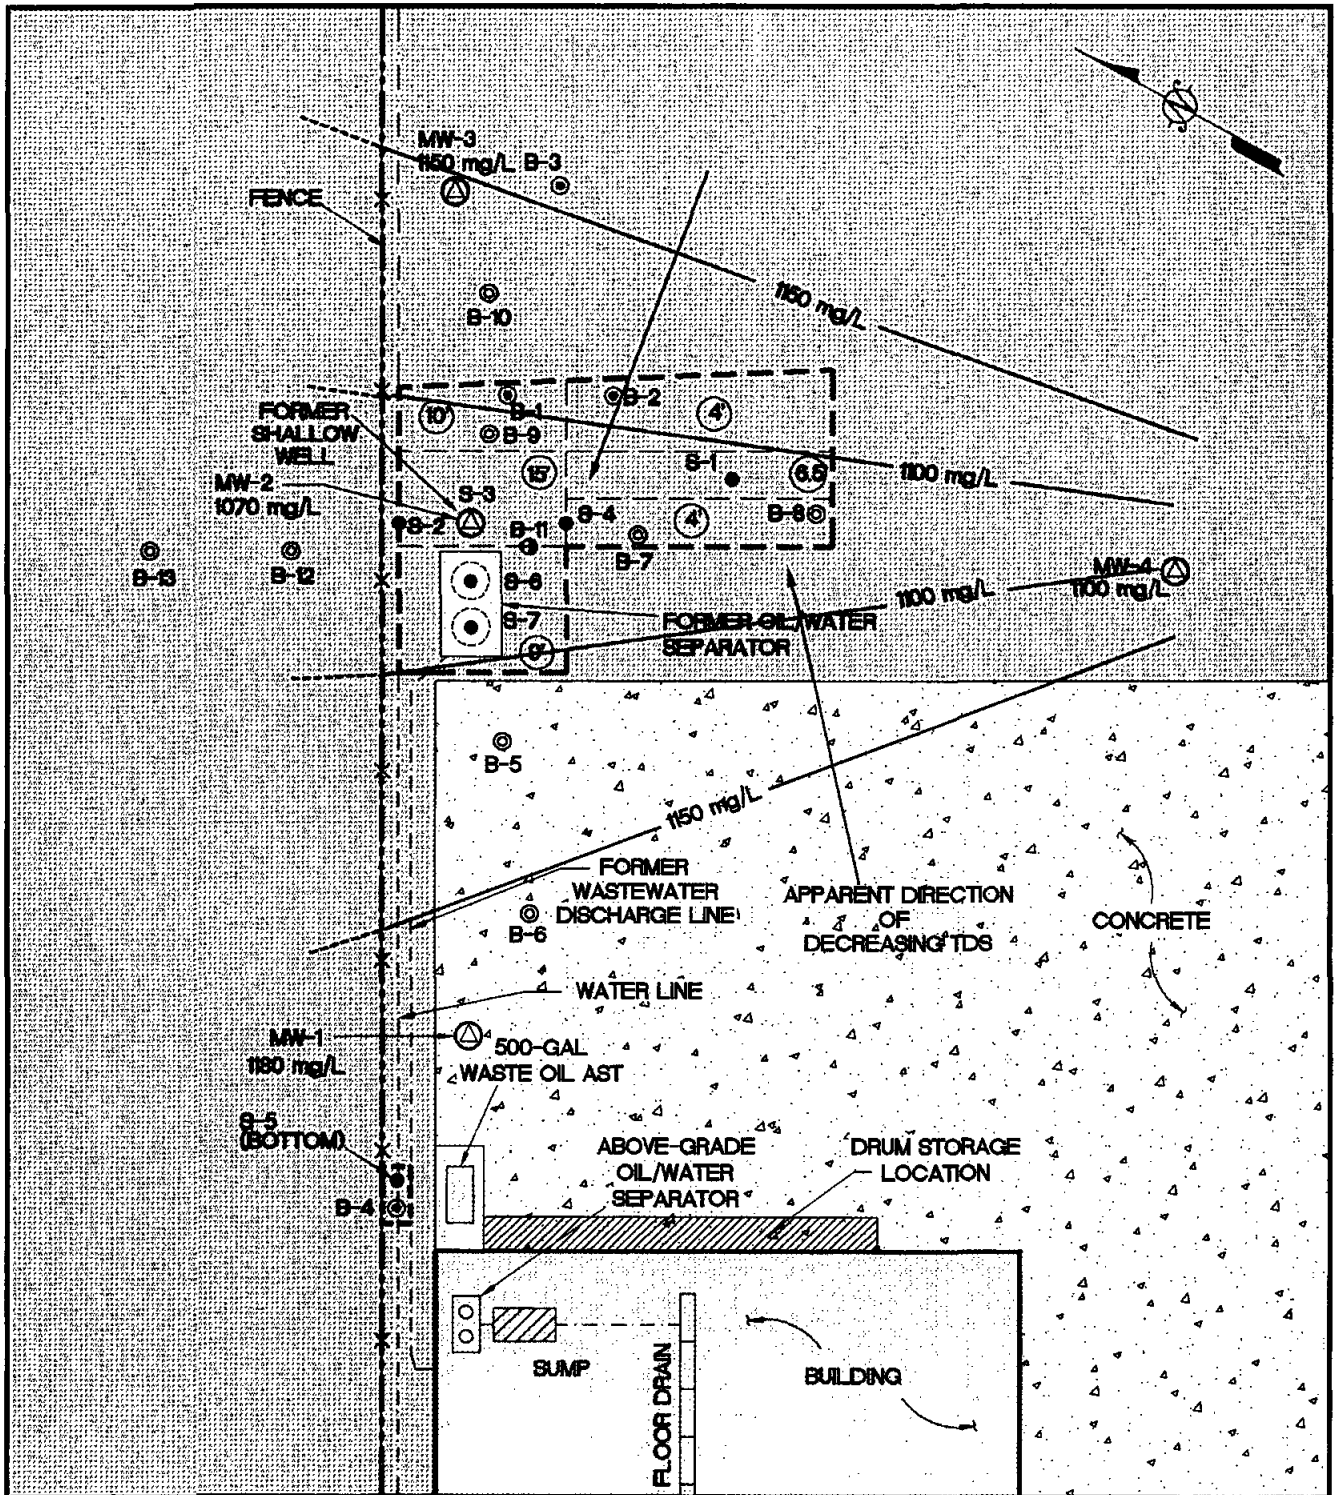 N
MW-3
1150 mg/L
B-3
FENCE
1150 mg/L
B-10
10'
B-1
B-2
4'
B-9
FORMER
SHALLOW
WELL
15'
S-1
6.5'
1100 mg/L
MW-2
1070 mg/L
S-3
S-2
B-11
S-4
4'
B-8
B-7
B-13
B-12
S-6
S-7
9'
FORMER OIL/WATER
SEPARATOR
1100 mg/L
MW-4
1100 mg/L
B-5
1150 mg/L
FORMER
WASTEWATER
DISCHARGE LINE
B-6
APPARENT DIRECTION
OF
DECREASING TDS
CONCRETE
WATER LINE
MW-1
1180 mg/L
500-GAL
WASTE OIL AST
S-5
(BOTTOM)
B-4
ABOVE-GRADE
OIL/WATER
SEPARATOR
DRUM STORAGE
LOCATION
SUMP
FLOOR DRAIN
BUILDING